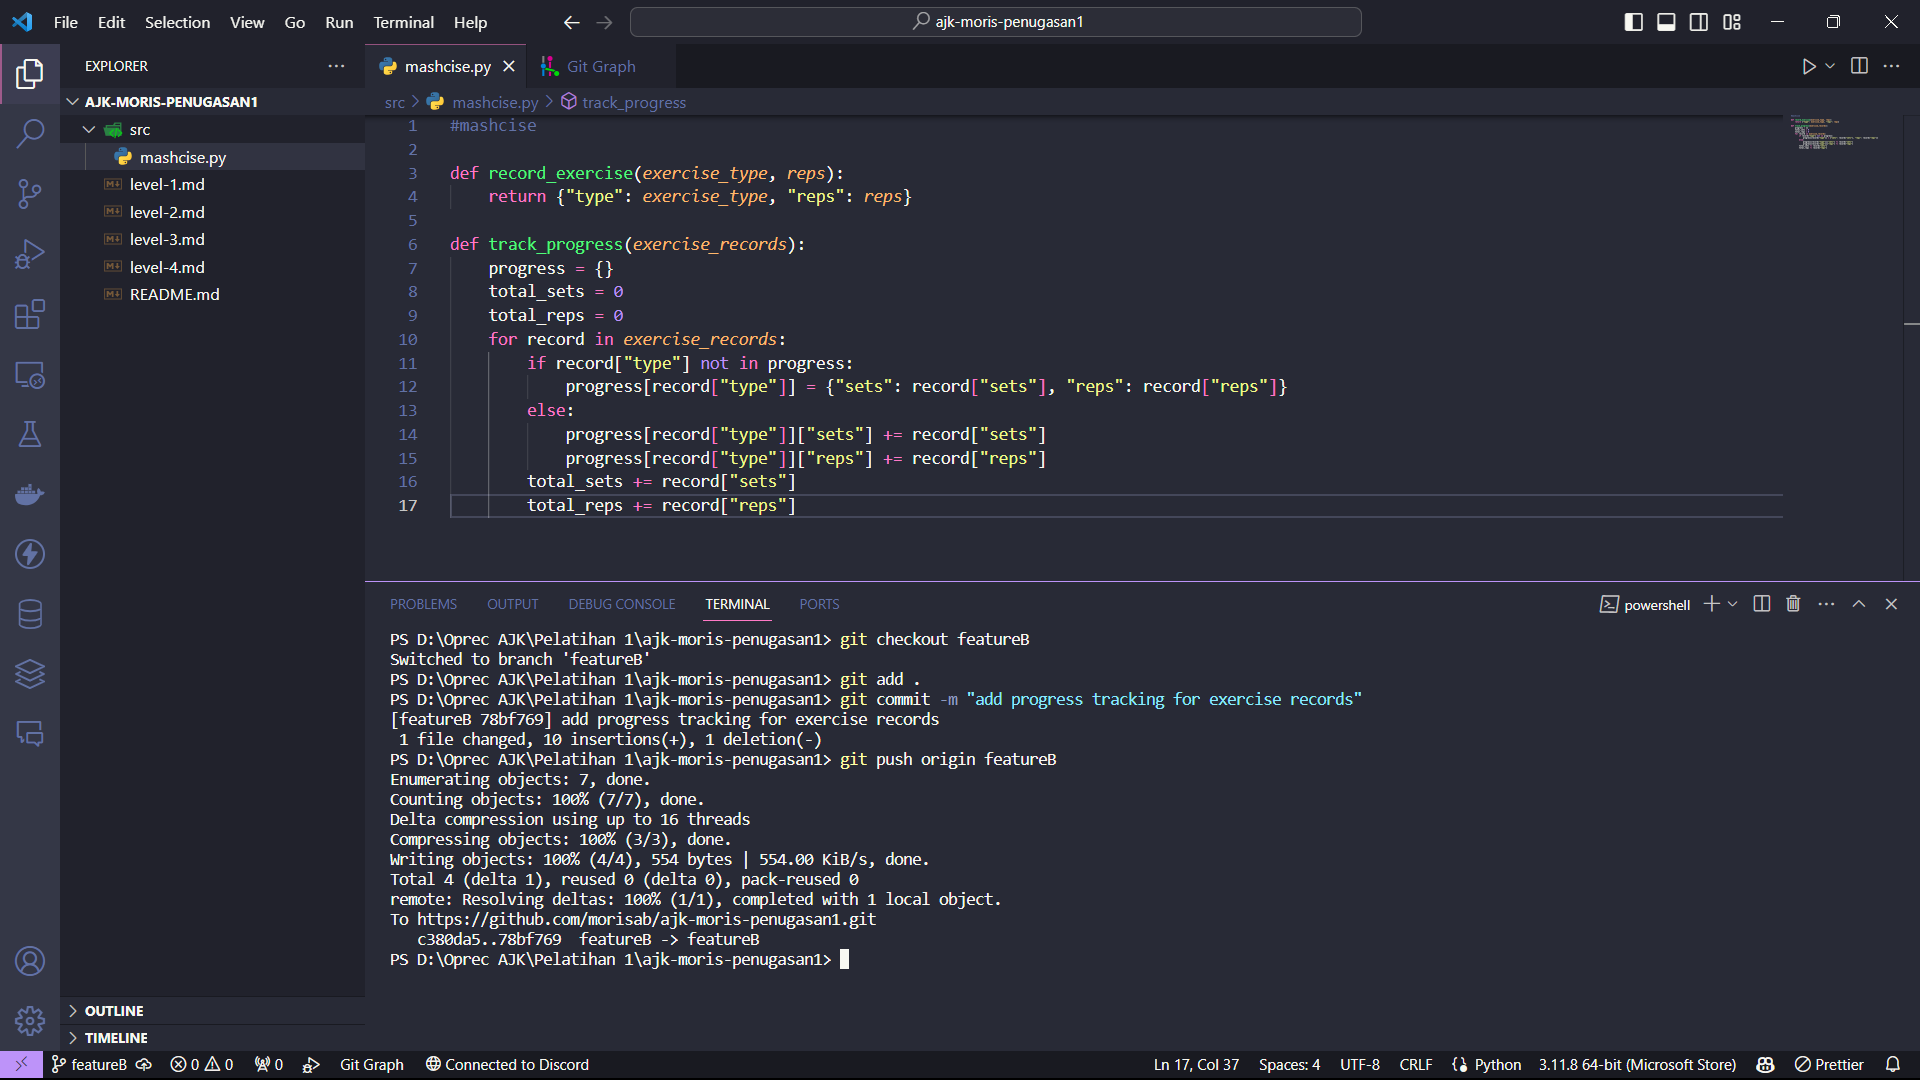 File Edit Selection View Go Run Terminal Help
ajk-moris-penugasan1
EXPLORER
AJK-MORIS-PENUGASAN1
src
mashcise.py
level-1.md
level-2.md
level-3.md
level-4.md
README.md
OUTLINE
TIMELINE
mashcise.py Git Graph
src > mashcise.py > track_progress
1 #mashcise
2
3 def record_exercise(exercise_type, reps):
4 return {"type": exercise_type, "reps": reps}
5
6 def track_progress(exercise_records):
7 progress = {}
8 total_sets = 0
9 total_reps = 0
10 for record in exercise_records:
11 if record["type"] not in progress:
12 progress[record["type"]] = {"sets": record["sets"], "reps": record["reps"]}
13 else:
14 progress[record["type"]]["sets"] += record["sets"]
15 progress[record["type"]]["reps"] += record["reps"]
16 total_sets += record["sets"]
17 total_reps += record["reps"]
PROBLEMS OUTPUT DEBUG CONSOLE TERMINAL PORTS
powershell
PS D:\Oprec AJK\Pelatihan 1\ajk-moris-penugasan1> git checkout featureB
Switched to branch 'featureB'
PS D:\Oprec AJK\Pelatihan 1\ajk-moris-penugasan1> git add .
PS D:\Oprec AJK\Pelatihan 1\ajk-moris-penugasan1> git commit -m "add progress tracking for exercise records"
[featureB 78bf769] add progress tracking for exercise records
1 file changed, 10 insertions(+), 1 deletion(-)
PS D:\Oprec AJK\Pelatihan 1\ajk-moris-penugasan1> git push origin featureB
Enumerating objects: 7, done.
Counting objects: 100% (7/7), done.
Delta compression using up to 16 threads
Compressing objects: 100% (3/3), done.
Writing objects: 100% (4/4), 554 bytes | 554.00 KiB/s, done.
Total 4 (delta 1), reused 0 (delta 0), pack-reused 0
remote: Resolving deltas: 100% (1/1), completed with 1 local object.
To https://github.com/morisab/ajk-moris-penugasan1.git
c380da5..78bf769 featureB -> featureB
PS D:\Oprec AJK\Pelatihan 1\ajk-moris-penugasan1>
featureB 0 0 0 Git Graph Connected to Discord Ln 17, Col 37 Spaces: 4 UTF-8 CRLF Python 3.11.8 64-bit (Microsoft Store) Prettier